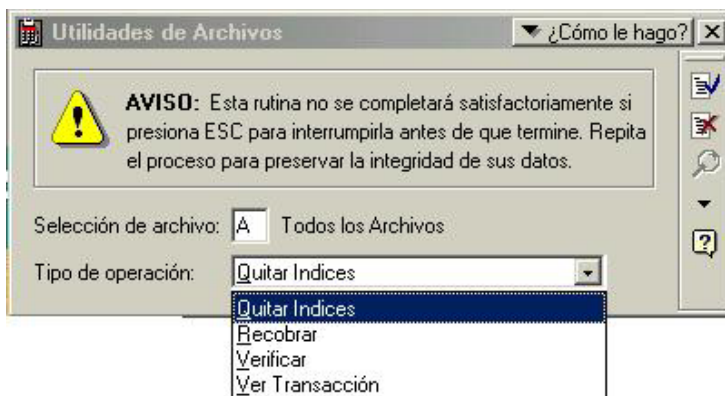 Utilidades de Archivos
¿Cómo le hago?
AVISO: Esta rutina no se completará satisfactoriamente si
presiona ESC para interrumpirla antes de que termine. Repita
el proceso para preservar la integridad de sus datos.
Selección de archivo: A Todos los Archivos
Tipo de operación: Quitar Indices
Quitar Indices
Recobrar
Verificar
Ver Transacción